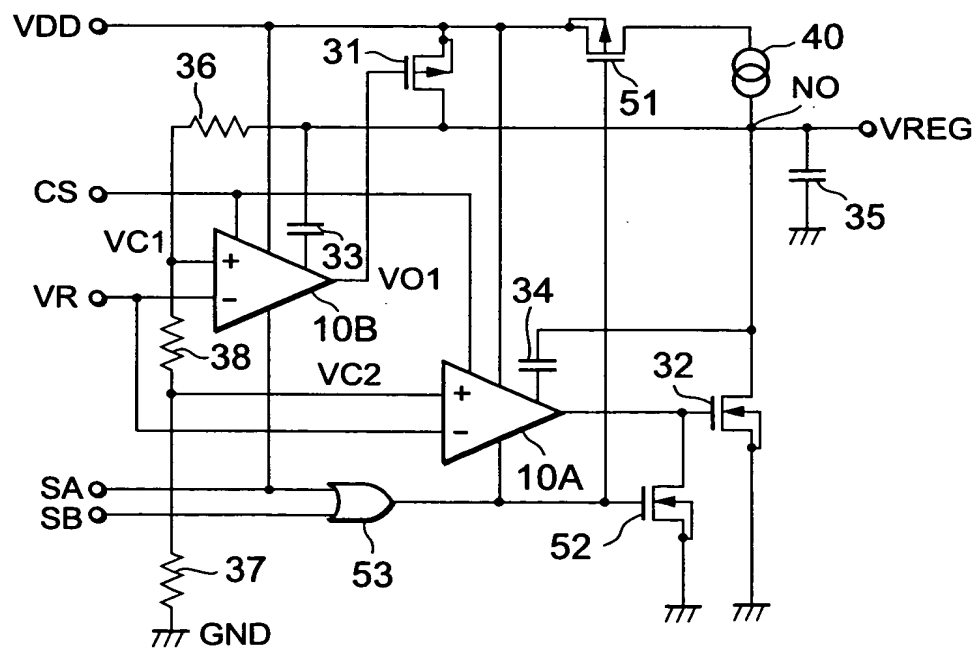 VDD
31
40
36
51
NO
VREG
CS
35
VC1
+
33
VO1
34
VR
−
10B
38
VC2
32
+
−
10A
SA
SB
53
52
37
GND